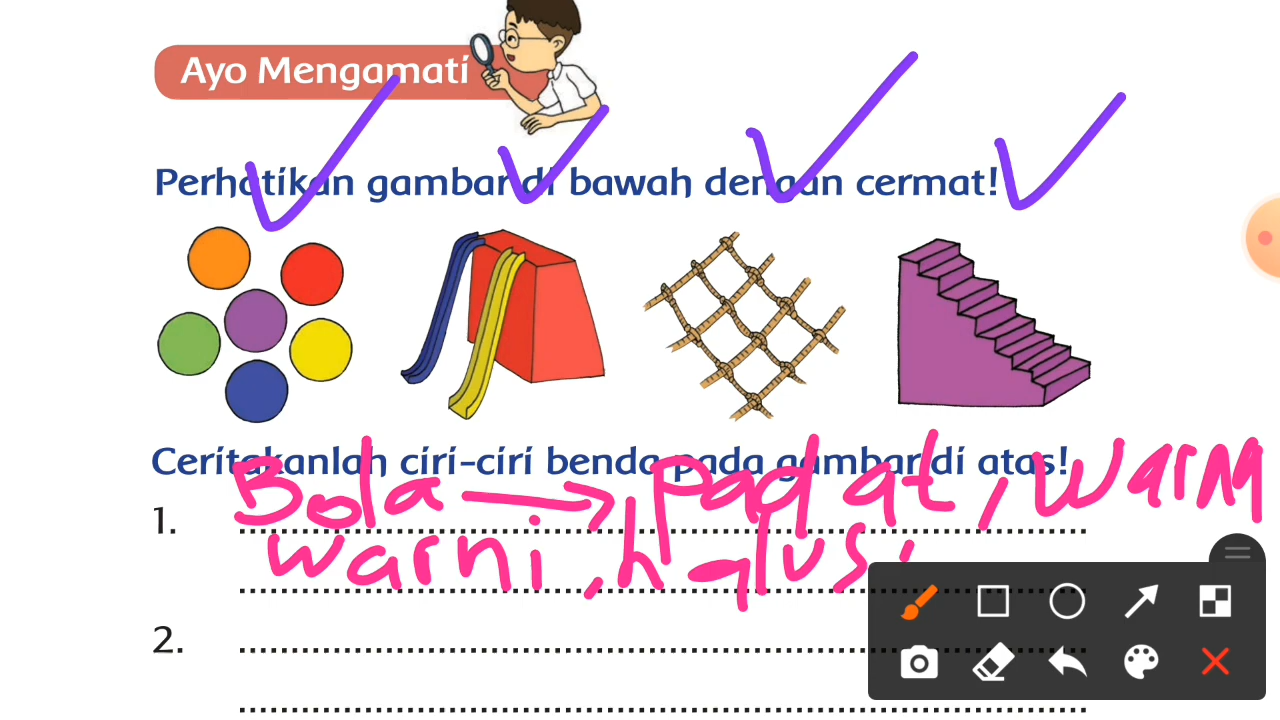 Ayo Mengamati
Perhatikan gambar di bawah dengan cermat!
Ceritakanlah ciri-ciri benda pada gambar di atas!
Bola → padat, warna
1. ........................................
warni, halus,
2. ........................................